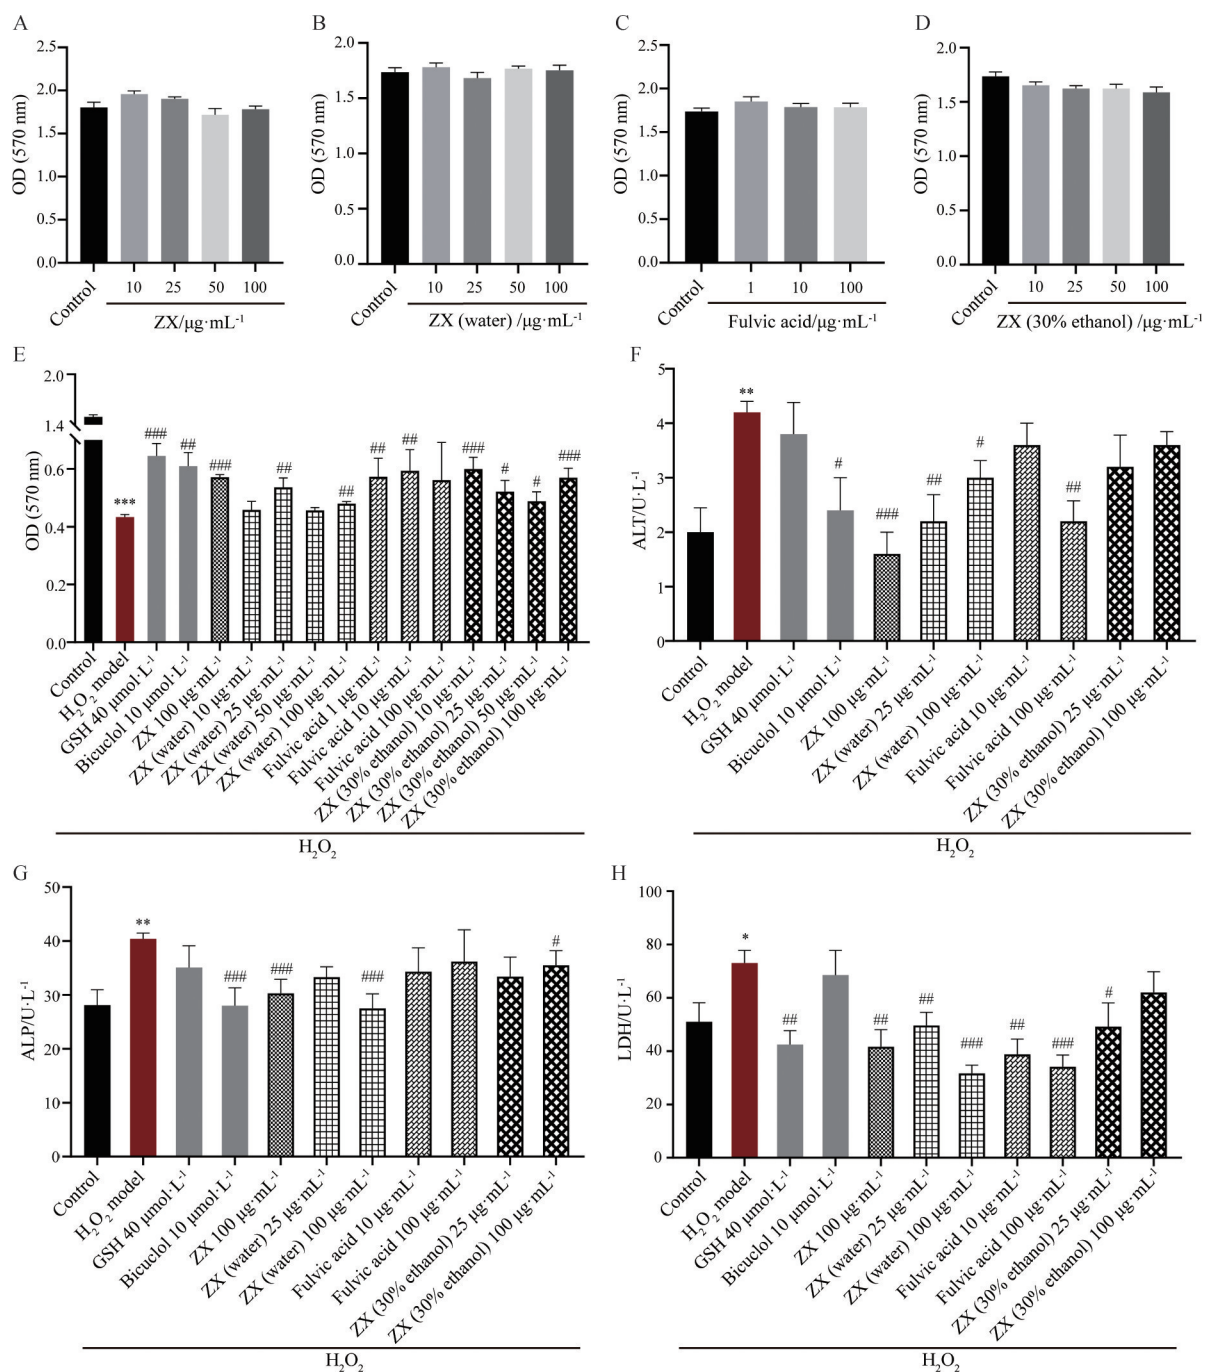 A
OD (570 nm)
2.5
2.0
1.5
1.0
0.5
0.0
Control
10
25
50
100
ZX/μg·mL⁻¹
B
OD (570 nm)
2.0
1.5
1.0
0.5
0.0
Control
10
25
50
100
ZX (water) /μg·mL⁻¹
C
OD (570 nm)
2.5
2.0
1.5
1.0
0.5
0.0
Control
1
10
100
Fulvic acid/μg·mL⁻¹
D
OD (570 nm)
2.0
1.5
1.0
0.5
0.0
Control
10
25
50
100
ZX (30% ethanol) /μg·mL⁻¹
E
OD (570 nm)
2.0
1.4
0.6
0.4
0.2
0.0
***
###
##
###
##
##
##
##
###
#
#
###
Control
H₂O₂ model
GSH 40 μmol·L⁻¹
Bicuclol 10 μmol·L⁻¹
ZX 100 μg·mL⁻¹
ZX (water) 10 μg·mL⁻¹
ZX (water) 25 μg·mL⁻¹
ZX (water) 50 μg·mL⁻¹
ZX (water) 100 μg·mL⁻¹
Fulvic acid 1 μg·mL⁻¹
Fulvic acid 10 μg·mL⁻¹
Fulvic acid 100 μg·mL⁻¹
ZX (30% ethanol) 10 μg·mL⁻¹
ZX (30% ethanol) 25 μg·mL⁻¹
ZX (30% ethanol) 50 μg·mL⁻¹
ZX (30% ethanol) 100 μg·mL⁻¹
H₂O₂
F
ALT/U·L⁻¹
5
4
3
2
1
0
**
#
###
##
#
##
Control
H₂O₂ model
GSH 40 μmol·L⁻¹
Bicuclol 10 μmol·L⁻¹
ZX 100 μg·mL⁻¹
ZX (water) 25 μg·mL⁻¹
ZX (water) 100 μg·mL⁻¹
Fulvic acid 10 μg·mL⁻¹
Fulvic acid 100 μg·mL⁻¹
ZX (30% ethanol) 25 μg·mL⁻¹
ZX (30% ethanol) 100 μg·mL⁻¹
H₂O₂
G
ALP/U·L⁻¹
50
40
30
20
10
0
**
###
###
###
#
Control
H₂O₂ model
GSH 40 μmol·L⁻¹
Bicuclol 10 μmol·L⁻¹
ZX 100 μg·mL⁻¹
ZX (water) 25 μg·mL⁻¹
ZX (water) 100 μg·mL⁻¹
Fulvic acid 10 μg·mL⁻¹
Fulvic acid 100 μg·mL⁻¹
ZX (30% ethanol) 25 μg·mL⁻¹
ZX (30% ethanol) 100 μg·mL⁻¹
H₂O₂
H
LDH/U·L⁻¹
100
80
60
40
20
0
*
##
##
##
###
##
###
#
Control
H₂O₂ model
GSH 40 μmol·L⁻¹
Bicuclol 10 μmol·L⁻¹
ZX 100 μg·mL⁻¹
ZX (water) 25 μg·mL⁻¹
ZX (water) 100 μg·mL⁻¹
Fulvic acid 10 μg·mL⁻¹
Fulvic acid 100 μg·mL⁻¹
ZX (30% ethanol) 25 μg·mL⁻¹
ZX (30% ethanol) 100 μg·mL⁻¹
H₂O₂